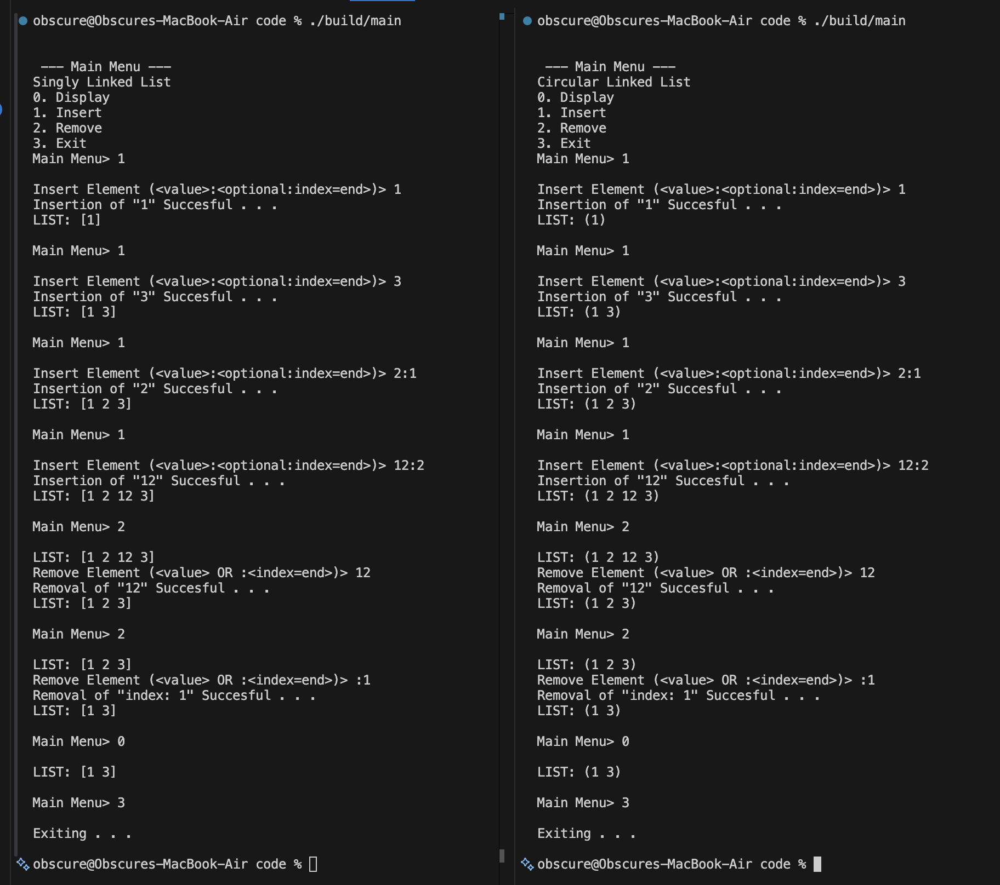 obscure@Obscures-MacBook-Air code % ./build/main
--- Main Menu ---
Singly Linked List
0. Display
1. Insert
2. Remove
3. Exit
Main Menu> 1
Insert Element (<value>:<optional:index=end>)> 1
Insertion of "1" Succesful . . .
LIST: [1]
Main Menu> 1
Insert Element (<value>:<optional:index=end>)> 3
Insertion of "3" Succesful . . .
LIST: [1 3]
Main Menu> 1
Insert Element (<value>:<optional:index=end>)> 2:1
Insertion of "2" Succesful . . .
LIST: [1 2 3]
Main Menu> 1
Insert Element (<value>:<optional:index=end>)> 12:2
Insertion of "12" Succesful . . .
LIST: [1 2 12 3]
Main Menu> 2
LIST: [1 2 12 3]
Remove Element (<value> OR :<index=end>)> 12
Removal of "12" Succesful . . .
LIST: [1 2 3]
Main Menu> 2
LIST: [1 2 3]
Remove Element (<value> OR :<index=end>)> :1
Removal of "index: 1" Succesful . . .
LIST: [1 3]
Main Menu> 0
LIST: [1 3]
Main Menu> 3
Exiting . . .
obscure@Obscures-MacBook-Air code %
obscure@Obscures-MacBook-Air code % ./build/main
--- Main Menu ---
Circular Linked List
0. Display
1. Insert
2. Remove
3. Exit
Main Menu> 1
Insert Element (<value>:<optional:index=end>)> 1
Insertion of "1" Succesful . . .
LIST: (1)
Main Menu> 1
Insert Element (<value>:<optional:index=end>)> 3
Insertion of "3" Succesful . . .
LIST: (1 3)
Main Menu> 1
Insert Element (<value>:<optional:index=end>)> 2:1
Insertion of "2" Succesful . . .
LIST: (1 2 3)
Main Menu> 1
Insert Element (<value>:<optional:index=end>)> 12:2
Insertion of "12" Succesful . . .
LIST: (1 2 12 3)
Main Menu> 2
LIST: (1 2 12 3)
Remove Element (<value> OR :<index=end>)> 12
Removal of "12" Succesful . . .
LIST: (1 2 3)
Main Menu> 2
LIST: (1 2 3)
Remove Element (<value> OR :<index=end>)> :1
Removal of "index: 1" Succesful . . .
LIST: (1 3)
Main Menu> 0
LIST: (1 3)
Main Menu> 3
Exiting . . .
obscure@Obscures-MacBook-Air code %